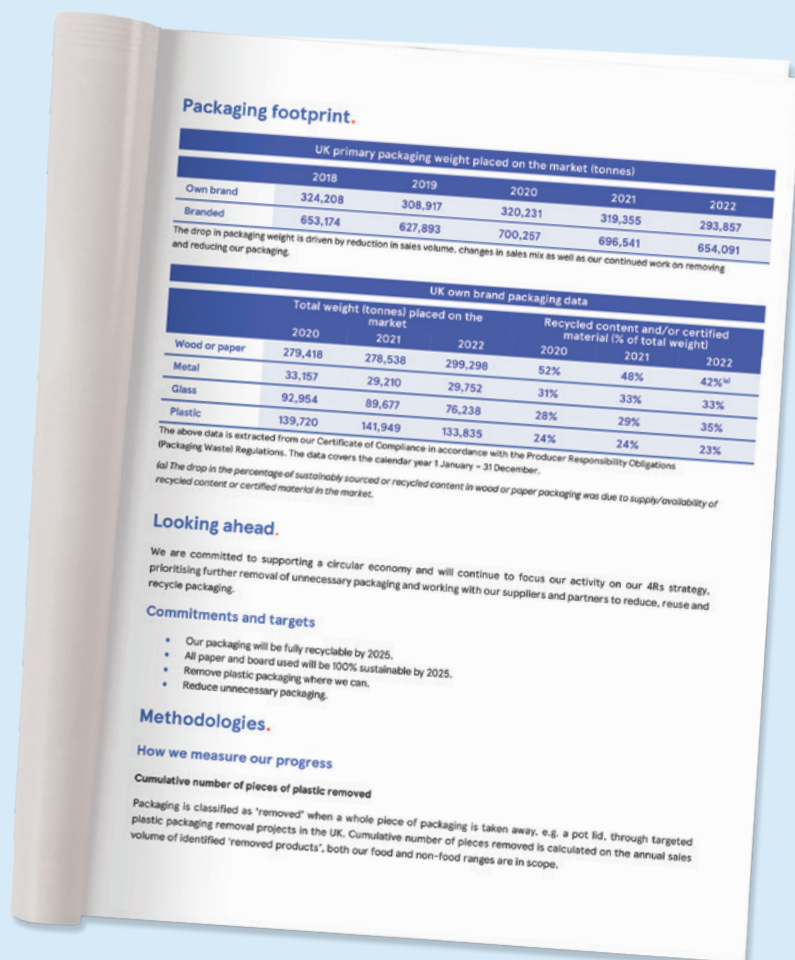 Packaging footprint.
UK primary packaging weight placed on the market (tonnes)
2018 2019 2020 2021 2022
Own brand 324,208 308,917 320,231 319,355 293,857
Branded 653,174 627,893 700,257 696,541 654,091
The drop in packaging weight is driven by reduction in sales volume, changes in sales mix as well as our continued work on removing
and reducing our packaging.
UK own brand packaging data
Total weight (tonnes) placed on the
market
Recycled content and/or certified
material (% of total weight)
2020 2021 2022 2020 2021 2022
Wood or paper 279,418 278,538 299,298 52% 48% 42%(a)
Metal 33,157 29,210 29,752 31% 33% 33%
Glass 92,954 89,677 76,238 28% 29% 35%
Plastic 139,720 141,949 133,835 24% 24% 23%
The above data is extracted from our Certificate of Compliance in accordance with the Producer Responsibility Obligations
(Packaging Waste) Regulations. The data covers the calendar year 1 January – 31 December.
(a) The drop in the percentage of sustainably sourced or recycled content in wood or paper packaging was due to supply/availability of
recycled content or certified material in the market.
Looking ahead.
We are committed to supporting a circular economy and will continue to focus our activity on our 4Rs strategy,
prioritising further removal of unnecessary packaging and working with our suppliers and partners to reduce, reuse and
recycle packaging.
Commitments and targets
• Our packaging will be fully recyclable by 2025.
• All paper and board used will be 100% sustainable by 2025.
• Remove plastic packaging where we can.
• Reduce unnecessary packaging.
Methodologies.
How we measure our progress
Cumulative number of pieces of plastic removed
Packaging is classified as 'removed' when a whole piece of packaging is taken away, e.g. a pot lid, through targeted
plastic packaging removal projects in the UK. Cumulative number of pieces removed is calculated on the annual sales
volume of identified 'removed products', both our food and non-food ranges are in scope.